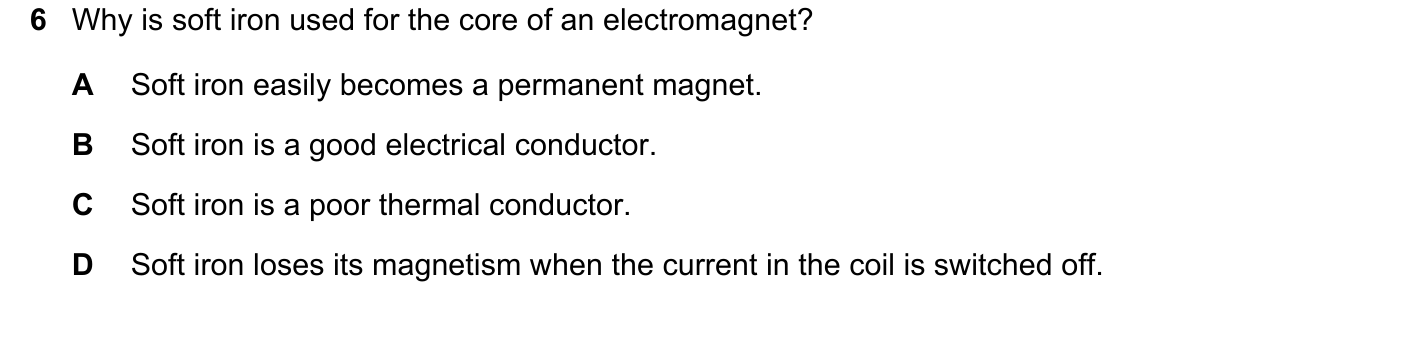 6 Why is soft iron used for the core of an electromagnet?
A Soft iron easily becomes a permanent magnet.
B Soft iron is a good electrical conductor.
C Soft iron is a poor thermal conductor.
D Soft iron loses its magnetism when the current in the coil is switched off.